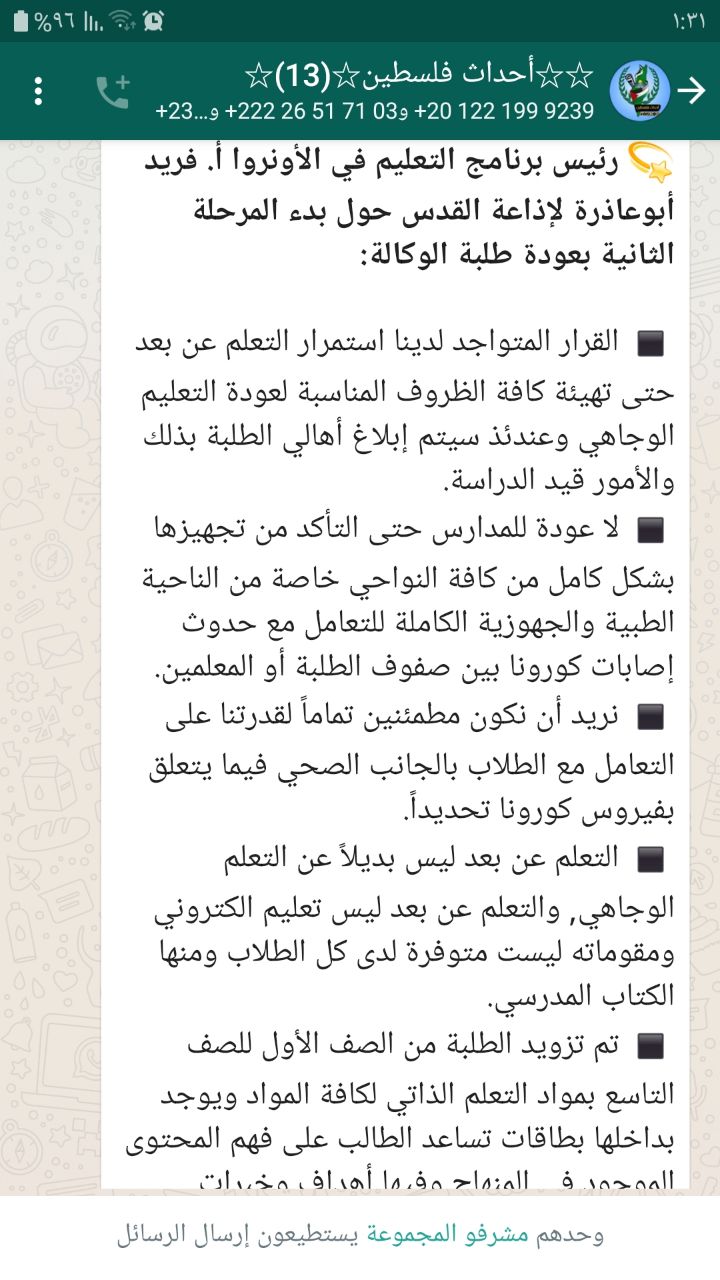 %٩٦ ١:٣١
☆☆أحداث فلسطين☆(13)☆
+20 122 199 9239 و+222 26 51 71 03 و...23+
💫 رئيس برنامج التعليم في الأونروا أ. فريد
أبوعاذرة لإذاعة القدس حول بدء المرحلة
الثانية بعودة طلبة الوكالة:
◾ القرار المتواجد لدينا استمرار التعلم عن بعد
حتى تهيئة كافة الظروف المناسبة لعودة التعليم
الوجاهي وعندئذ سيتم إبلاغ أهالي الطلبة بذلك
والأمور قيد الدراسة.
◾ لا عودة للمدارس حتى التأكد من تجهيزها
بشكل كامل من كافة النواحي خاصة من الناحية
الطبية والجهوزية الكاملة للتعامل مع حدوث
إصابات كورونا بين صفوف الطلبة أو المعلمين.
◾ نريد أن نكون مطمئنين تماماً لقدرتنا على
التعامل مع الطلاب بالجانب الصحي فيما يتعلق
بفيروس كورونا تحديداً.
◾ التعلم عن بعد ليس بديلاً عن التعلم
الوجاهي, والتعلم عن بعد ليس تعليم الكتروني
ومقوماته ليست متوفرة لدى كل الطلاب ومنها
الكتاب المدرسي.
◾ تم تزويد الطلبة من الصف الأول للصف
التاسع بمواد التعلم الذاتي لكافة المواد ويوجد
بداخلها بطاقات تساعد الطالب على فهم المحتوى
الموجود في المنهاج وفيها أهداف وخبرات
وحدهم مشرفو المجموعة يستطيعون إرسال الرسائل